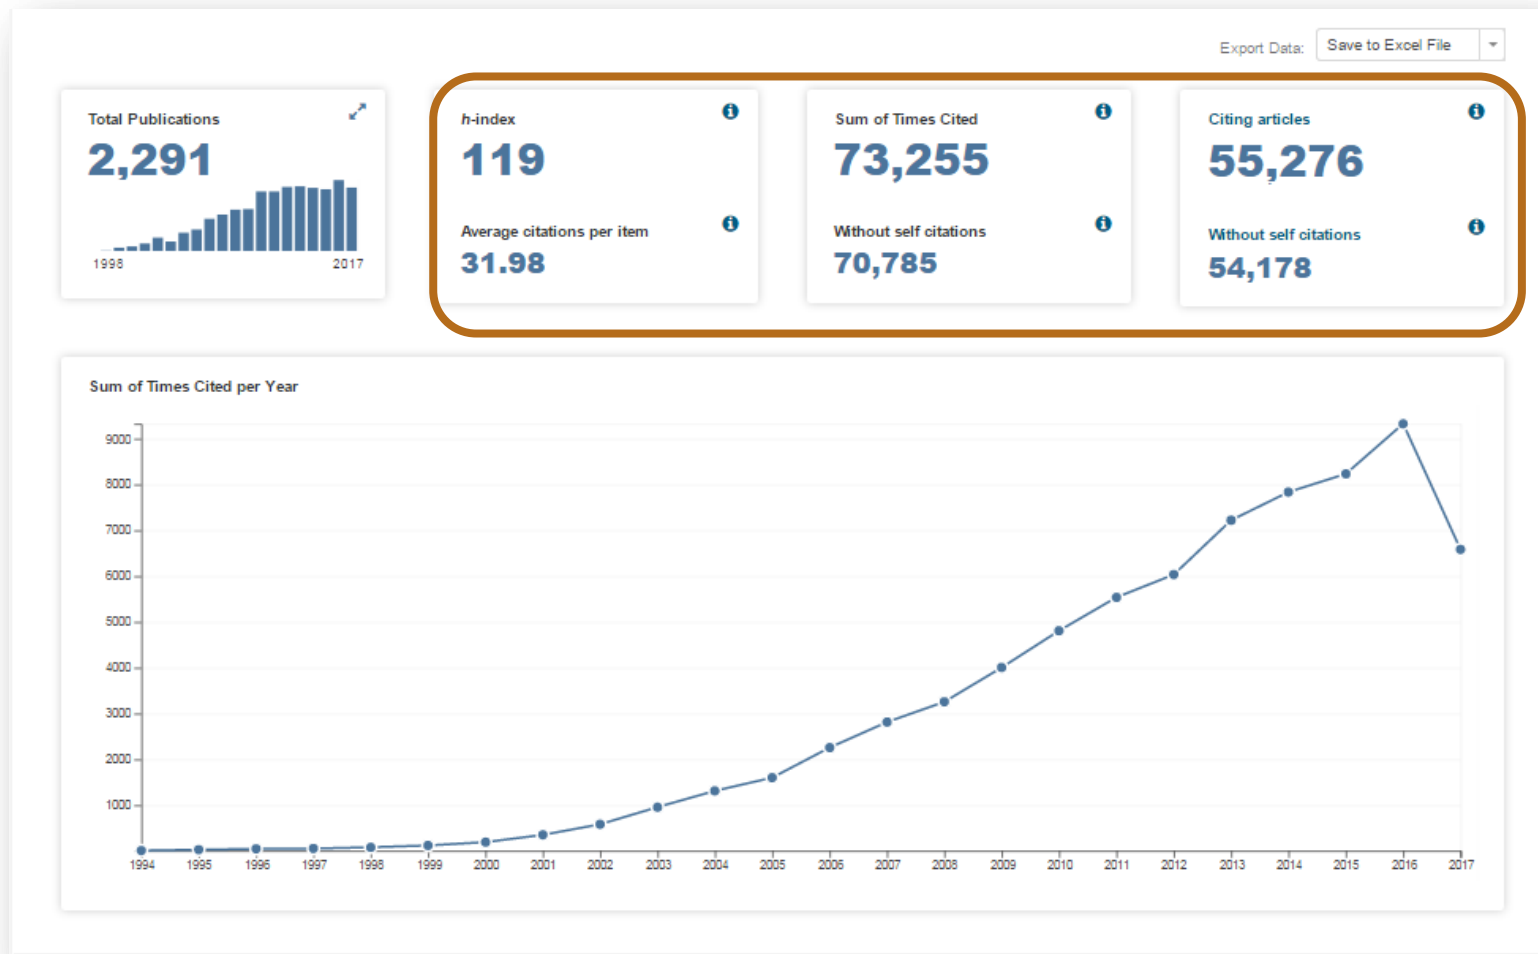 Export Data: Save to Excel File
Total Publications
2,291
1998 2017
h-index
119
Average citations per item
31.98
Sum of Times Cited
73,255
Without self citations
70,785
Citing articles
55,276
Without self citations
54,178
Sum of Times Cited per Year
9000
8000
7000
6000
5000
4000
3000
2000
1000
1994 1995 1996 1997 1998 1999 2000 2001 2002 2003 2004 2005 2006 2007 2008 2009 2010 2011 2012 2013 2014 2015 2016 2017